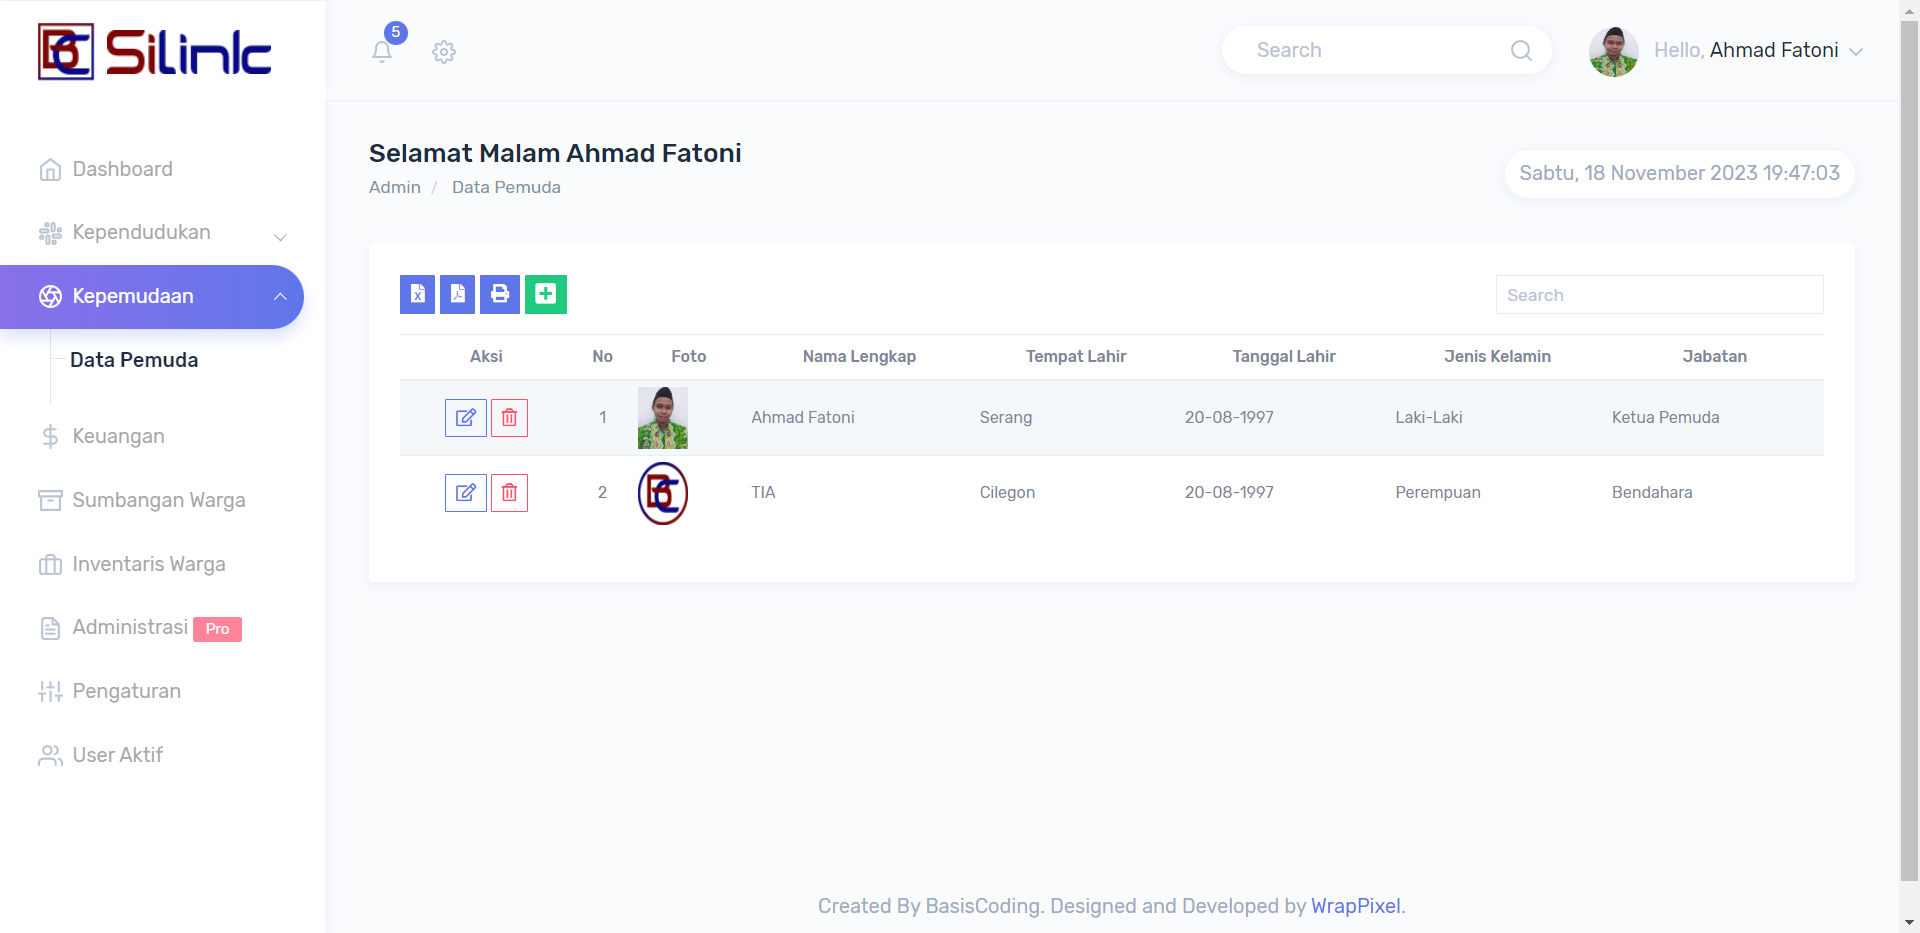 BC SiLinK
Dashboard
Kependudukan
Kepemudaan
Data Pemuda
Keuangan
Sumbangan Warga
Inventaris Warga
Administrasi Pro
Pengaturan
User Aktif
5
Search
Hello, Ahmad Fatoni
Selamat Malam Ahmad Fatoni
Admin / Data Pemuda
Sabtu, 18 November 2023 19:47:03
Search
Aksi No Foto Nama Lengkap Tempat Lahir Tanggal Lahir Jenis Kelamin Jabatan
1 Ahmad Fatoni Serang 20-08-1997 Laki-Laki Ketua Pemuda
2 BC TIA Cilegon 20-08-1997 Perempuan Bendahara
Created By BasisCoding. Designed and Developed by WrapPixel.